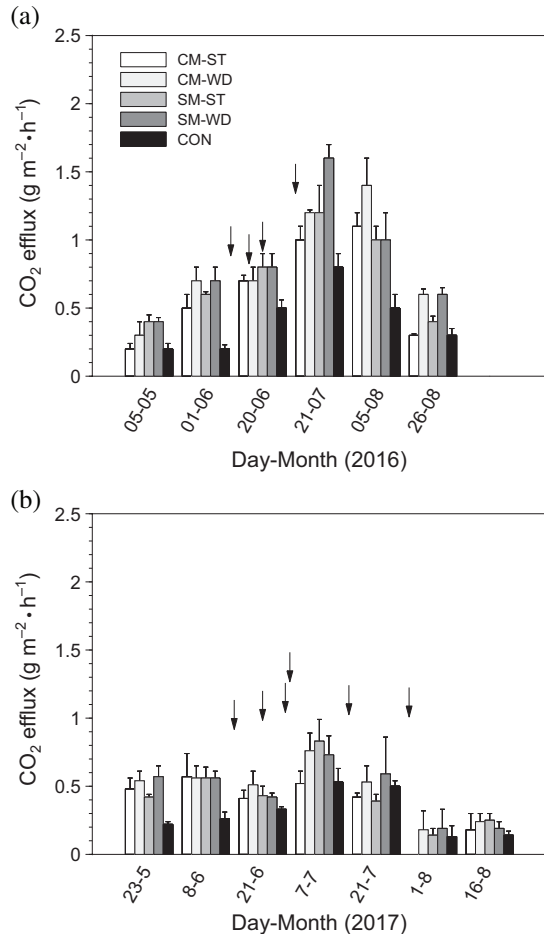 (a)
2.5
2
1.5
1
0.5
0
CO₂ efflux (g m⁻²•h⁻¹)
CM-ST
CM-WD
SM-ST
SM-WD
CON
05-05
01-06
20-06
21-07
05-08
26-08
Day-Month (2016)
(b)
2.5
2
1.5
1
0.5
0
CO₂ efflux (g m⁻²•h⁻¹)
23-5
8-6
21-6
7-7
21-7
1-8
16-8
Day-Month (2017)